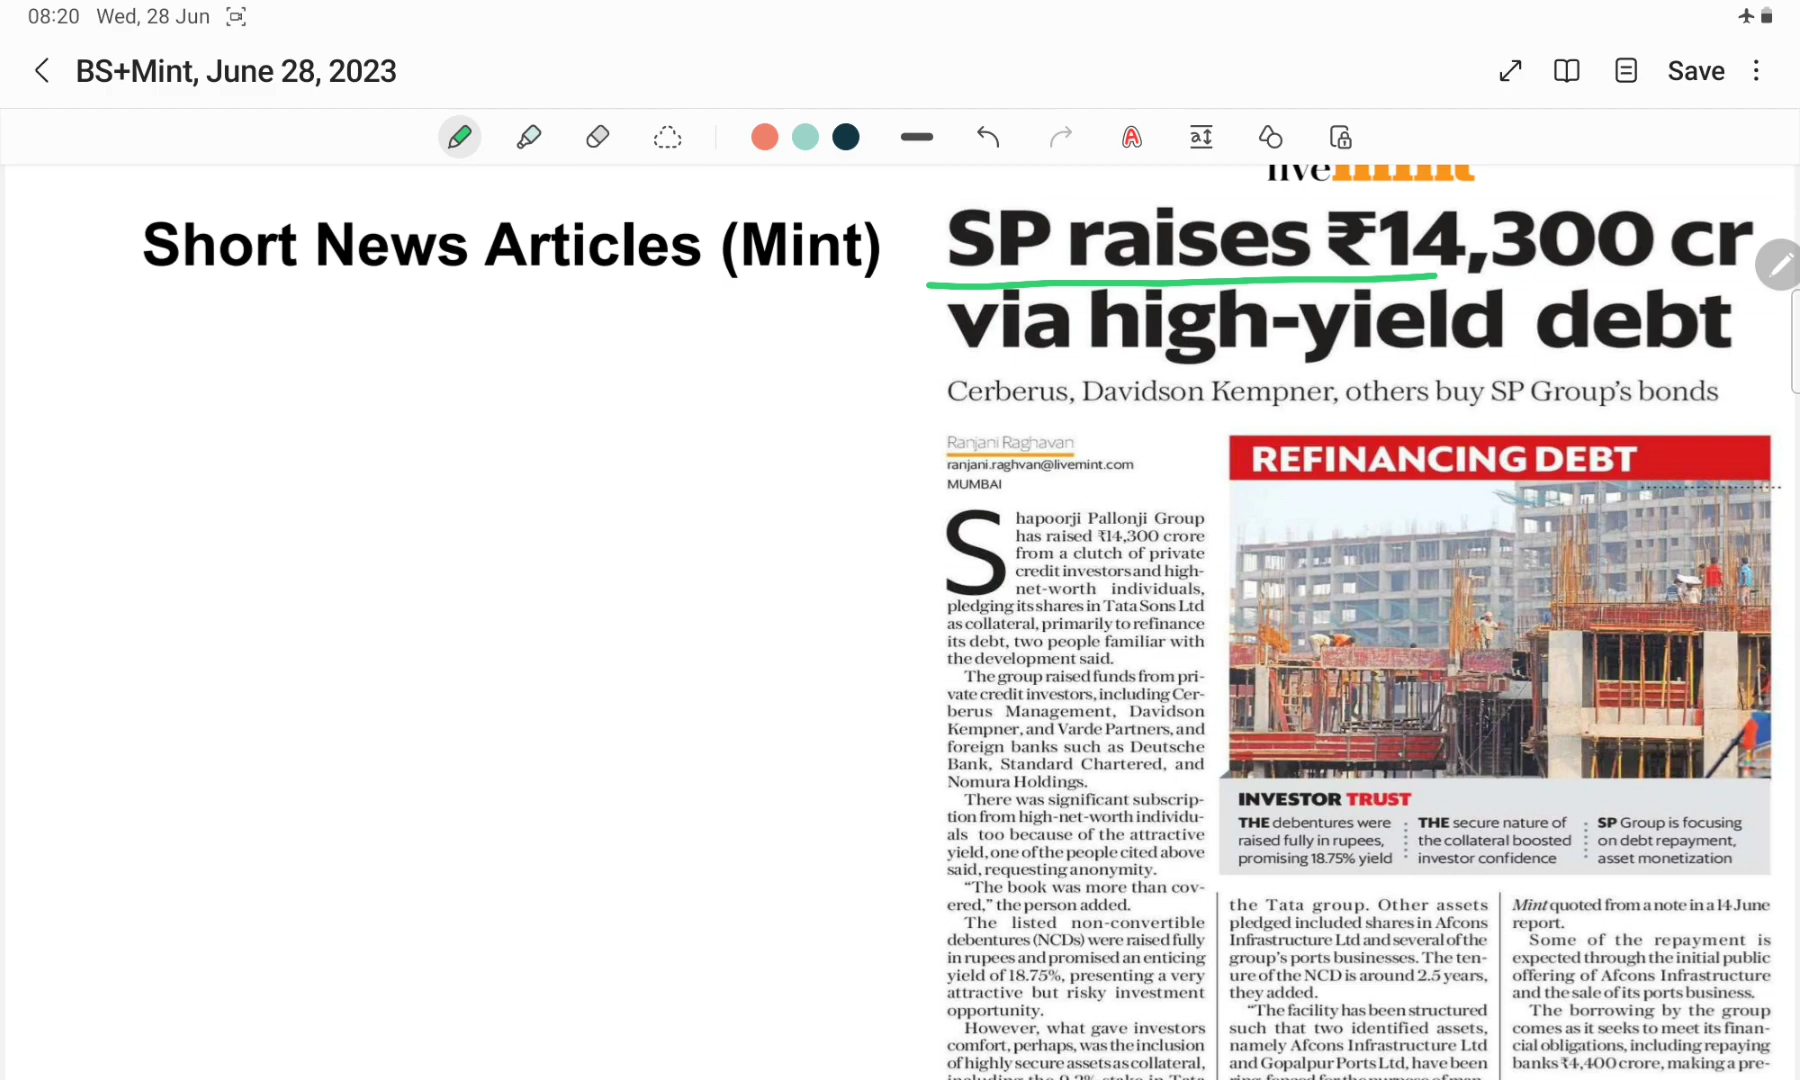 08:20 Wed, 28 Jun
BS+Mint, June 28, 2023
Save
livemint
Short News Articles (Mint)
SP raises ₹14,300 cr
via high-yield debt
Cerberus, Davidson Kempner, others buy SP Group's bonds
Ranjani Raghavan
ranjani.raghvan@livemint.com
MUMBAI
Shapoorji Pallonji Group
has raised ₹14,300 crore
from a clutch of private
credit investors and high-
net-worth individuals,
pledging its shares in Tata Sons Ltd
as collateral, primarily to refinance
its debt, two people familiar with
the development said.
The group raised funds from pri-
vate credit investors, including Cer-
berus Management, Davidson
Kempner, and Varde Partners, and
foreign banks such as Deutsche
Bank, Standard Chartered, and
Nomura Holdings.
There was significant subscrip-
tion from high-net-worth individu-
als too because of the attractive
yield, one of the people cited above
said, requesting anonymity.
“The book was more than cov-
ered,” the person added.
The listed non-convertible
debentures (NCDs) were raised fully
in rupees and promised an enticing
yield of 18.75%, presenting a very
attractive but risky investment
opportunity.
However, what gave investors
comfort, perhaps, was the inclusion
of highly secure assets as collateral,
REFINANCING DEBT
INVESTOR TRUST
THE debentures were
raised fully in rupees,
promising 18.75% yield
THE secure nature of
the collateral boosted
investor confidence
SP Group is focusing
on debt repayment,
asset monetization
the Tata group. Other assets
pledged included shares in Afcons
Infrastructure Ltd and several of the
group's ports businesses. The ten-
ure of the NCD is around 2.5 years,
they added.
“The facility has been structured
such that two identified assets,
namely Afcons Infrastructure Ltd
and Gopalpur Ports Ltd, have been
Mint quoted from a note in a 14 June
report.
Some of the repayment is
expected through the initial public
offering of Afcons Infrastructure
and the sale of its ports business.
The borrowing by the group
comes as it seeks to meet its finan-
cial obligations, including repaying
banks ₹4,400 crore, making a pre-